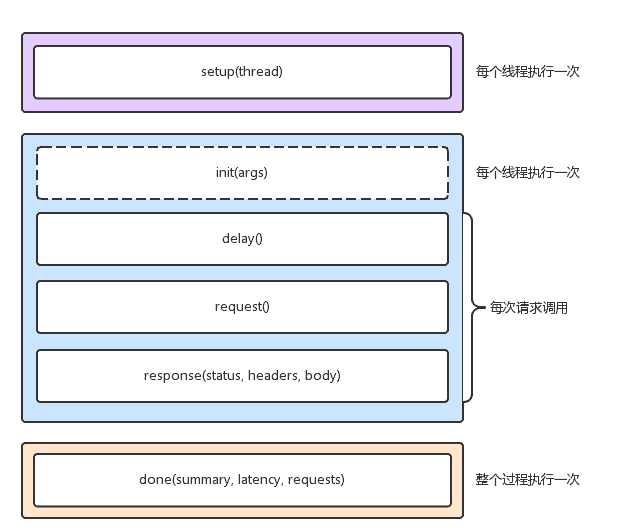 setup(thread)
每个线程执行一次
init(args)
每个线程执行一次
delay()
request()
每次请求调用
response(status, headers, body)
done(summary, latency, requests)
整个过程执行一次